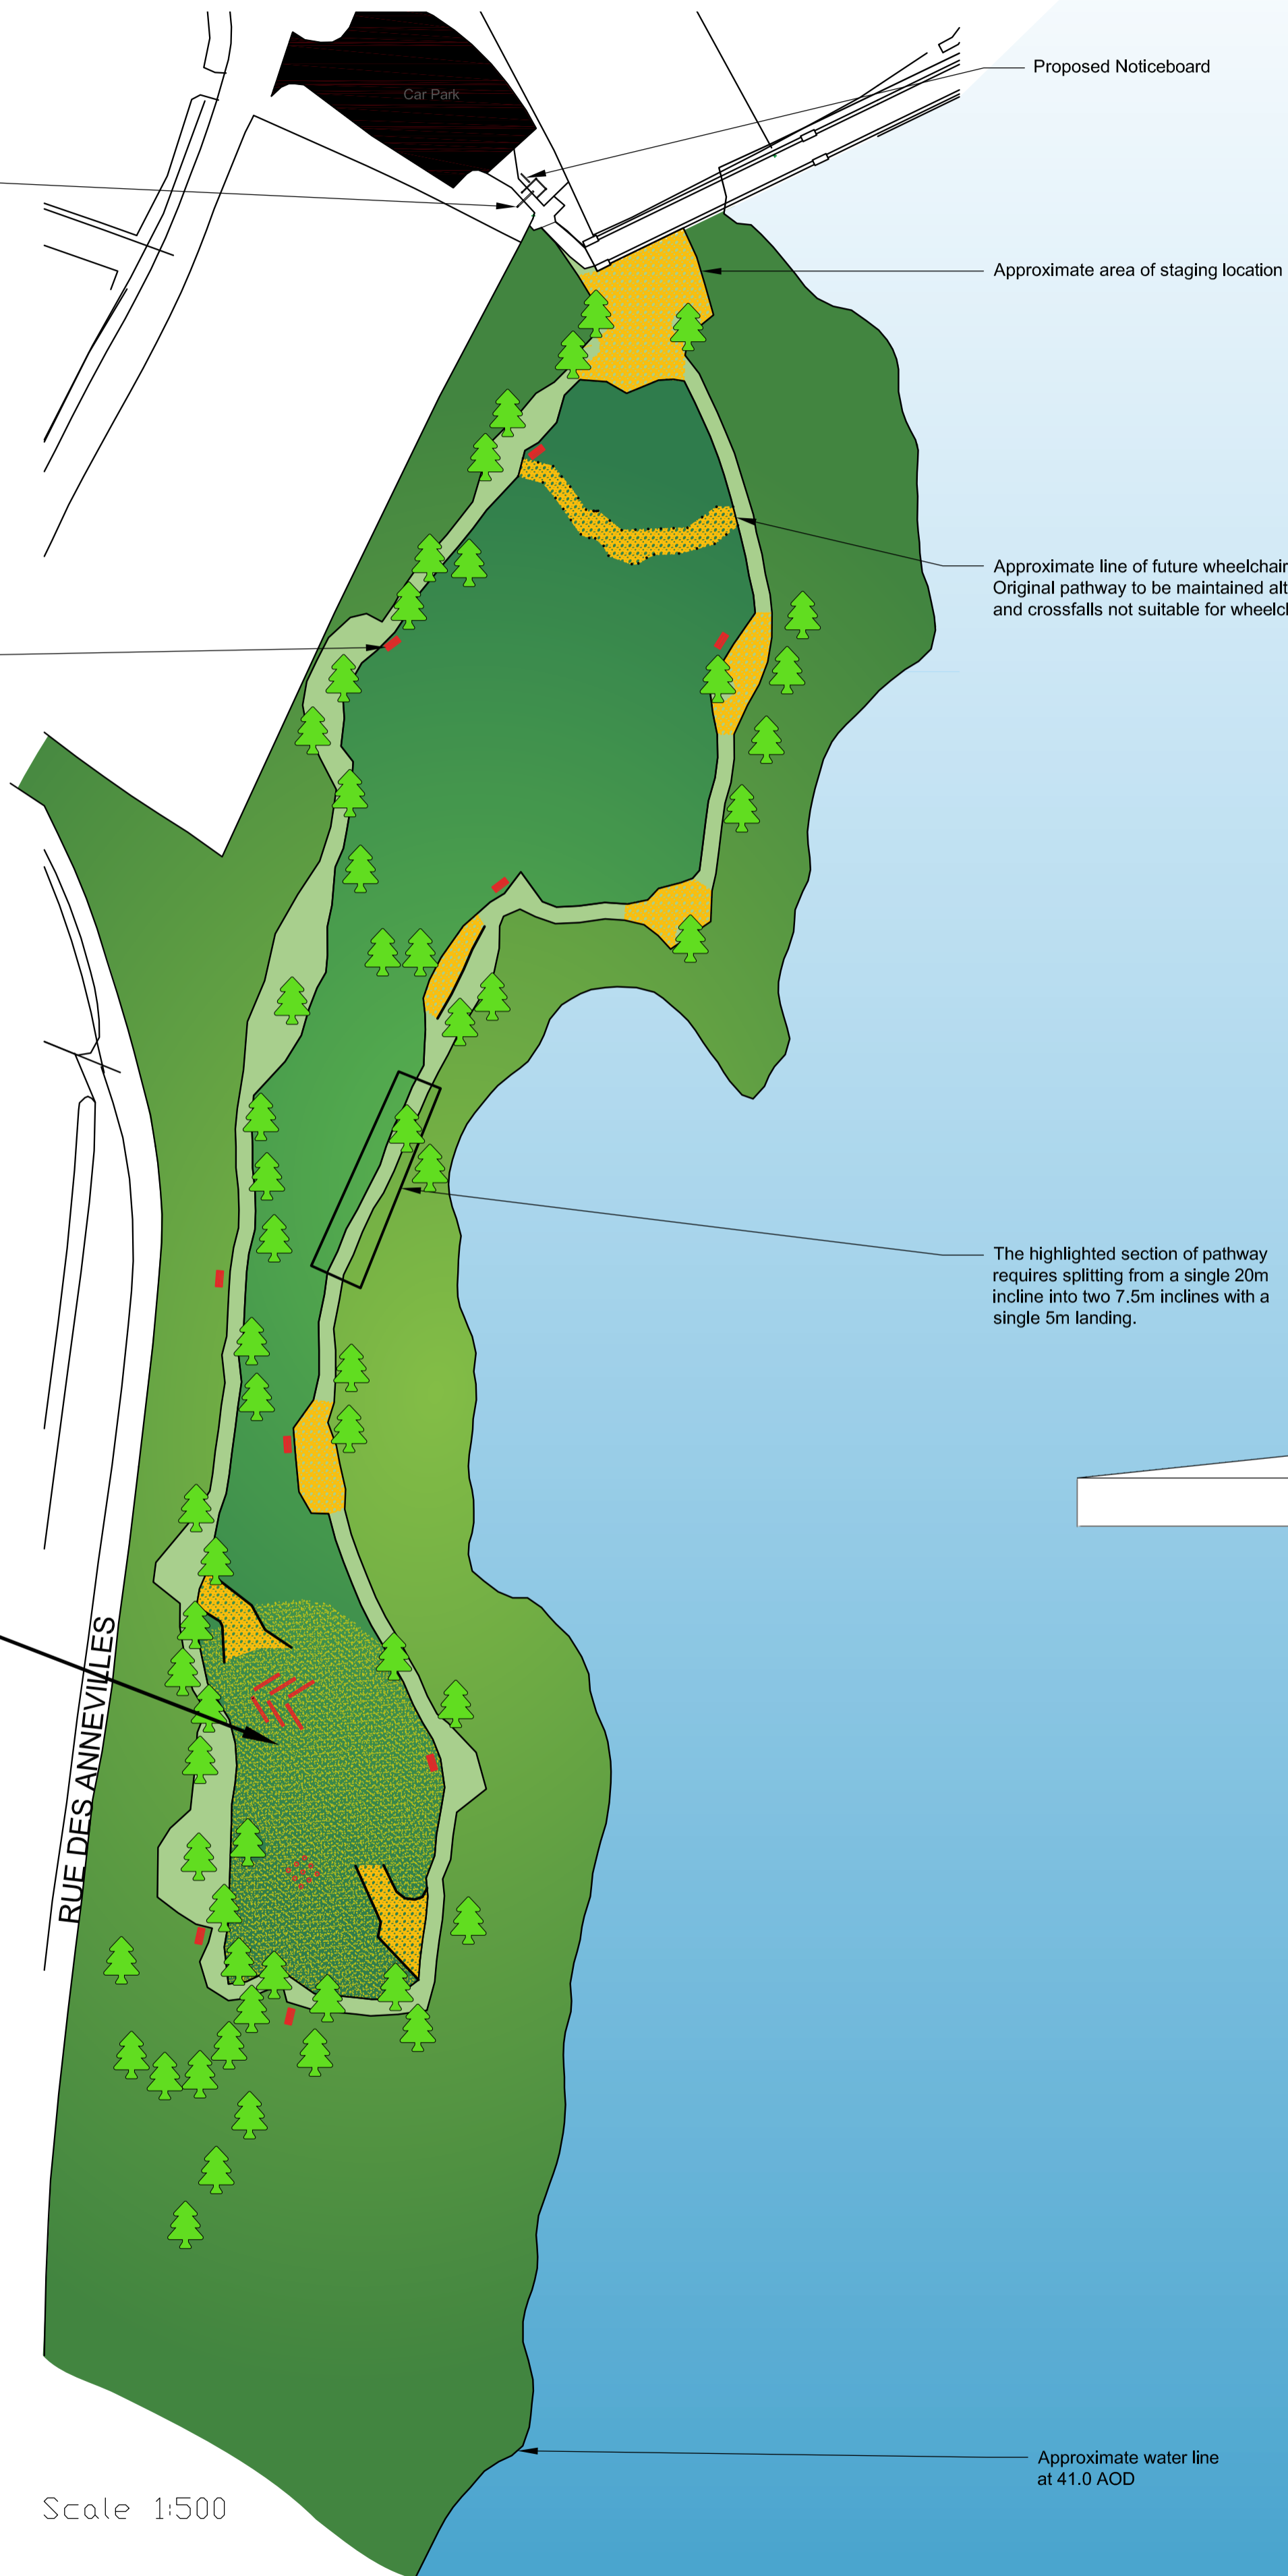 Proposed Noticeboard
Car Park
Approximate area of staging location
Approximate line of future wheelchair
Original pathway to be maintained alt
and crossfalls not suitable for wheelch
The highlighted section of pathway
requires splitting from a single 20m
incline into two 7.5m inclines with a
single 5m landing.
RUE DES ANNEVILLES
Approximate water line
at 41.0 AOD
Scale 1:500